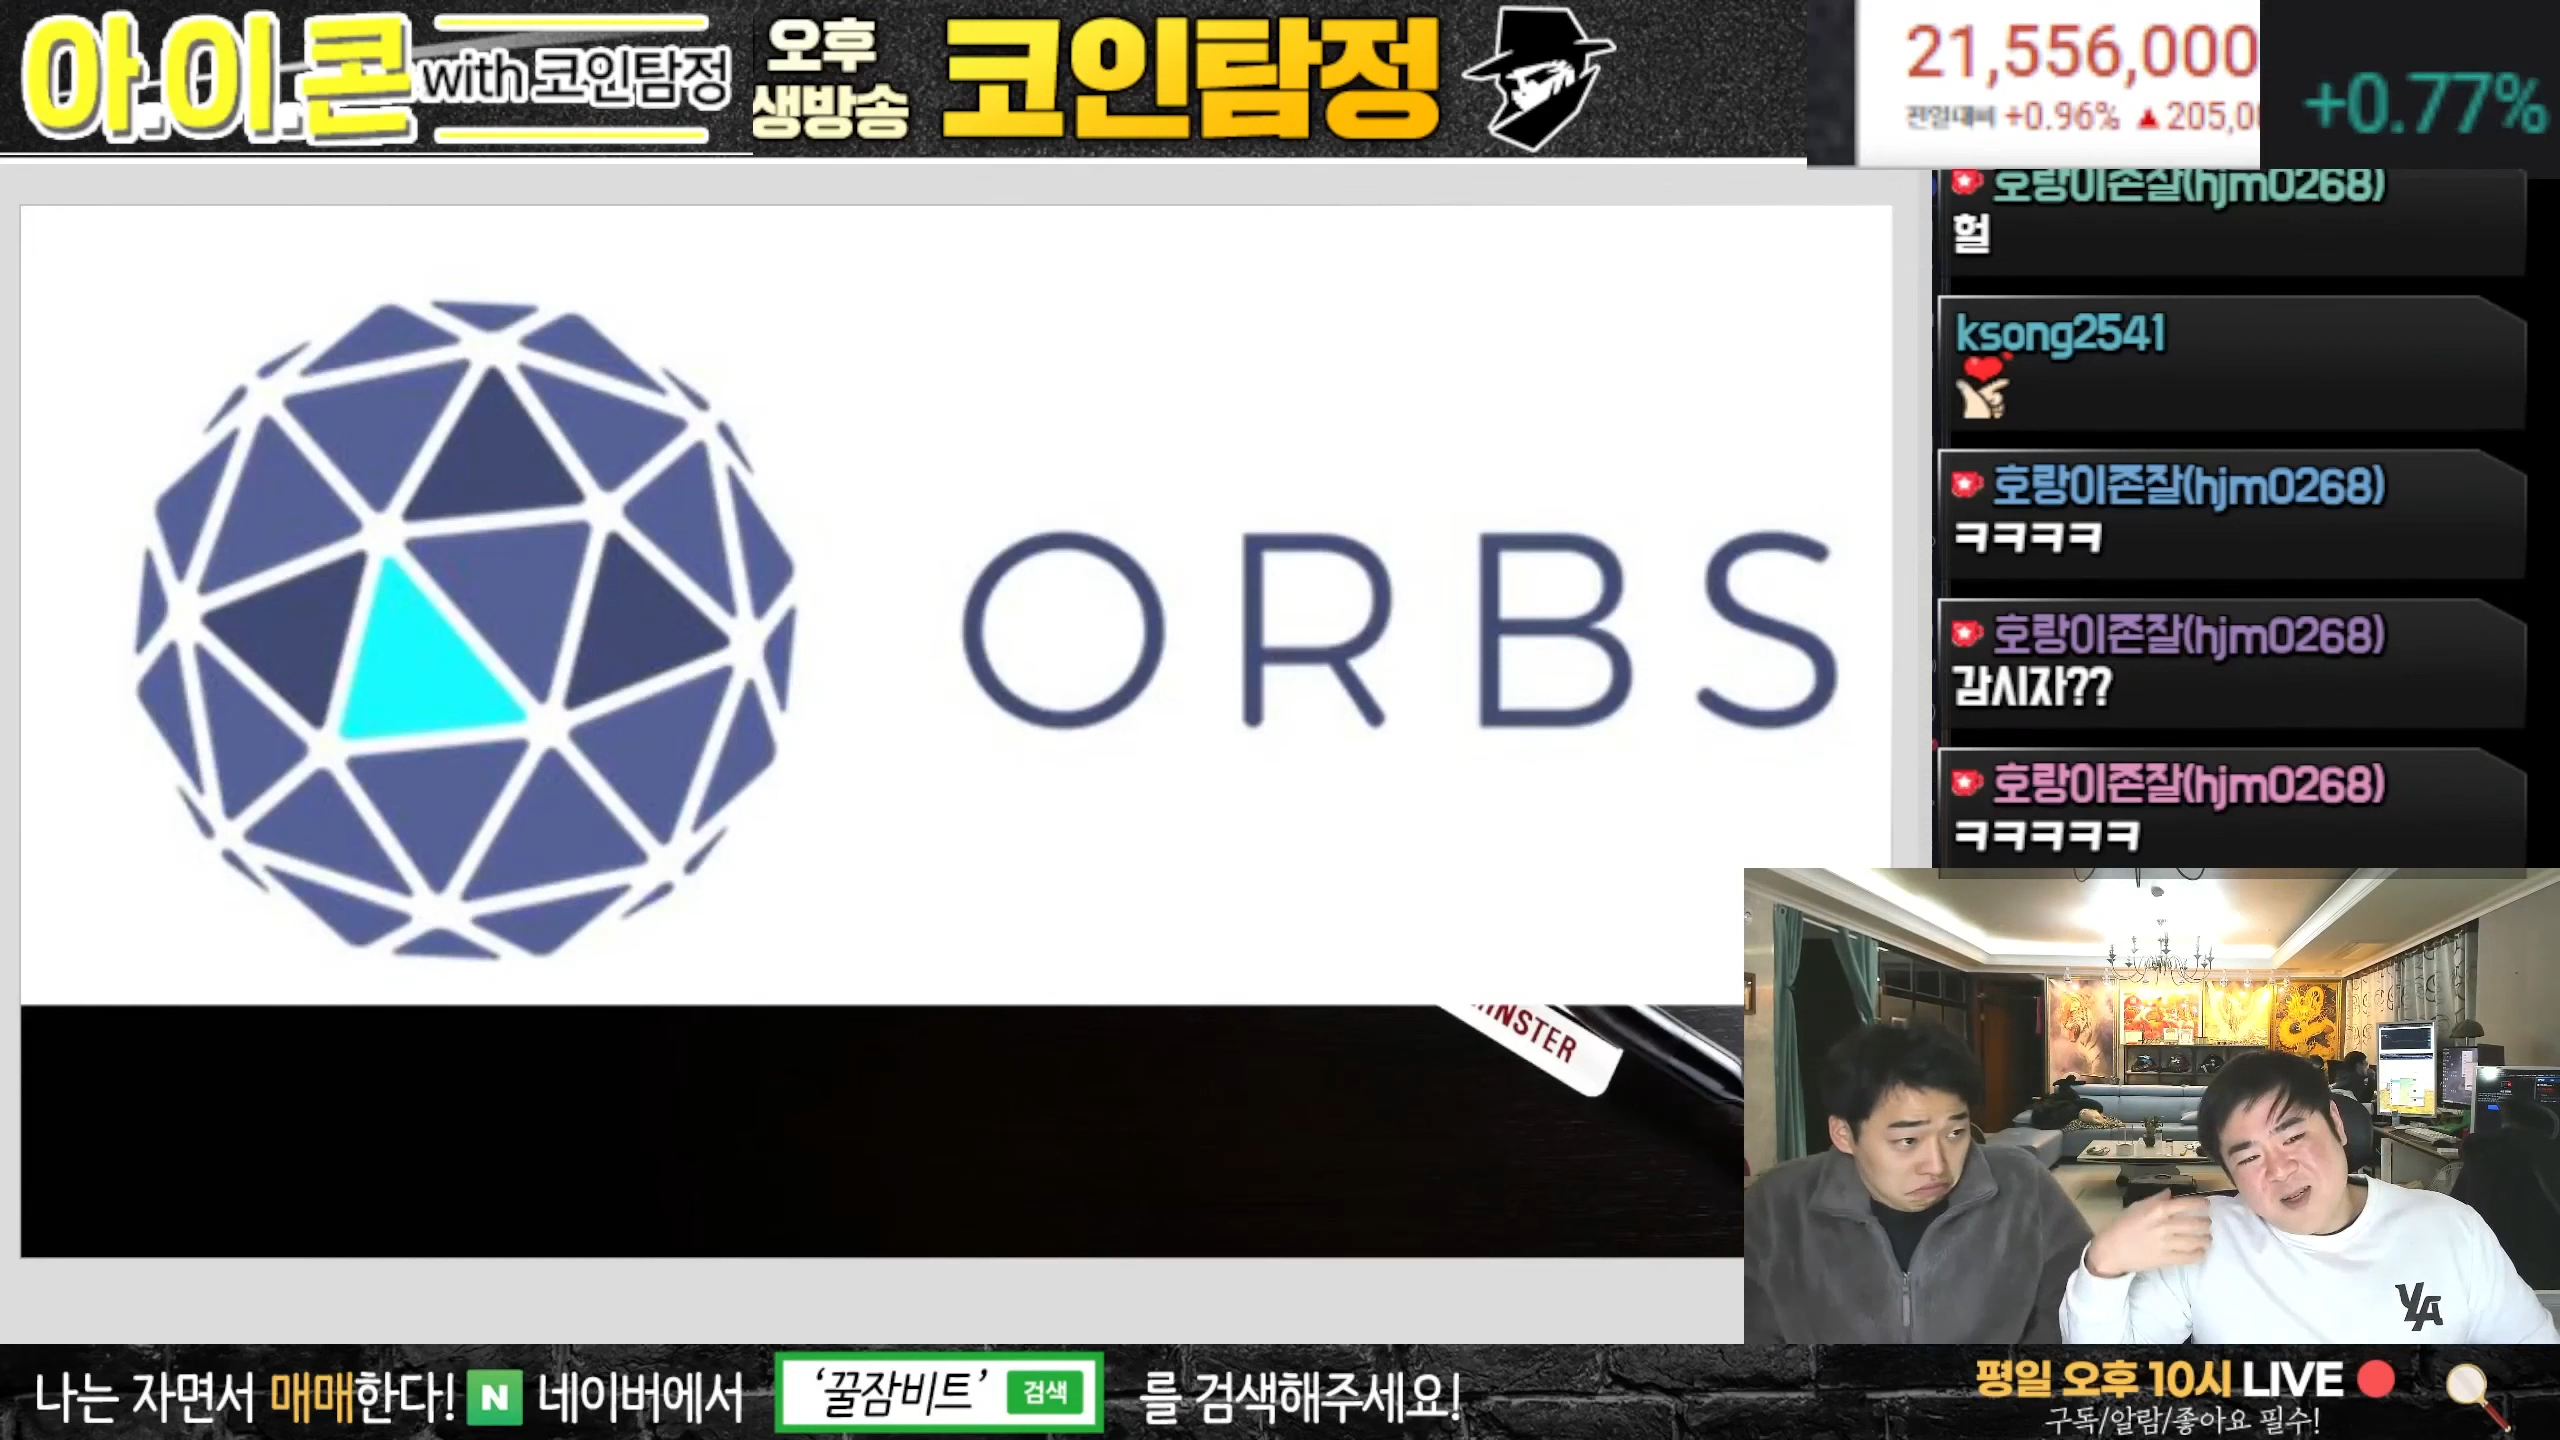 아이콘 with 코인탐정
오후
생방송
코인탐정
21,556,000
전일대비 +0.96% ▲205,0
+0.77%
호랑이존잘(hjm0268)
헐
ksong2541
호랑이존잘(hjm0268)
ㅋㅋㅋㅋ
호랑이존잘(hjm0268)
감시자??
호랑이존잘(hjm0268)
ㅋㅋㅋㅋㅋ
ORBS
INSTER
YA
나는 자면서 매매한다! N 네이버에서 '꿀잠비트' 검색 를 검색해주세요!
평일 오후 10시 LIVE
구독/알람/좋아요 필수!